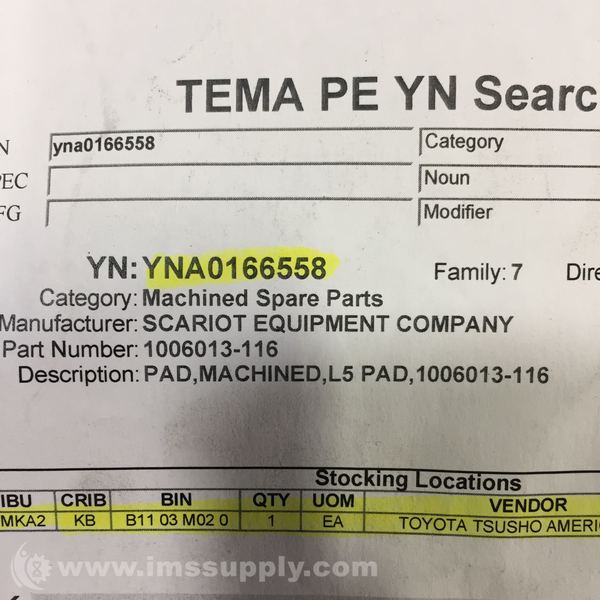 TEMA PE YN Searc
N yna0166558 Category
PEC Noun
FG Modifier
YN: YNA0166558 Family: 7 Dire
Category: Machined Spare Parts
Manufacturer: SCARIOT EQUIPMENT COMPANY
Part Number: 1006013-116
Description: PAD,MACHINED,L5 PAD,1006013-116
Stocking Locations
IBU CRIB BIN QTY UOM VENDOR
MKA2 KB B11 03 M02 0 1 EA TOYOTA TSUSHO AMERI
www.imssupply.com